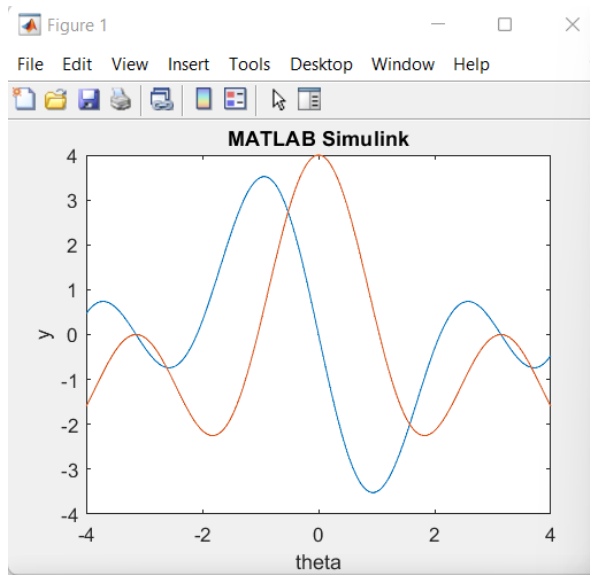 Figure 1
File Edit View Insert Tools Desktop Window Help
MATLAB Simulink
4
3
2
1
0
-1
-2
-3
-4
y
-4 -2 0 2 4
theta